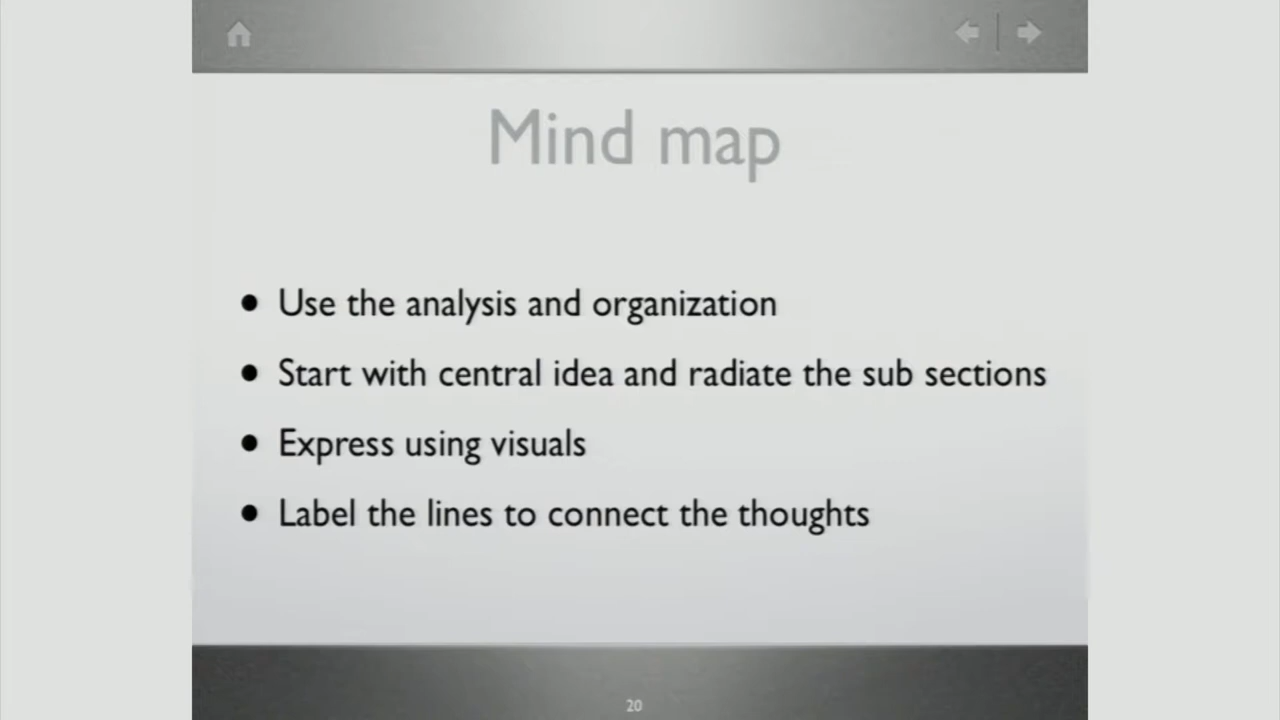 Mind map
Use the analysis and organization
Start with central idea and radiate the sub sections
Express using visuals
Label the lines to connect the thoughts
20